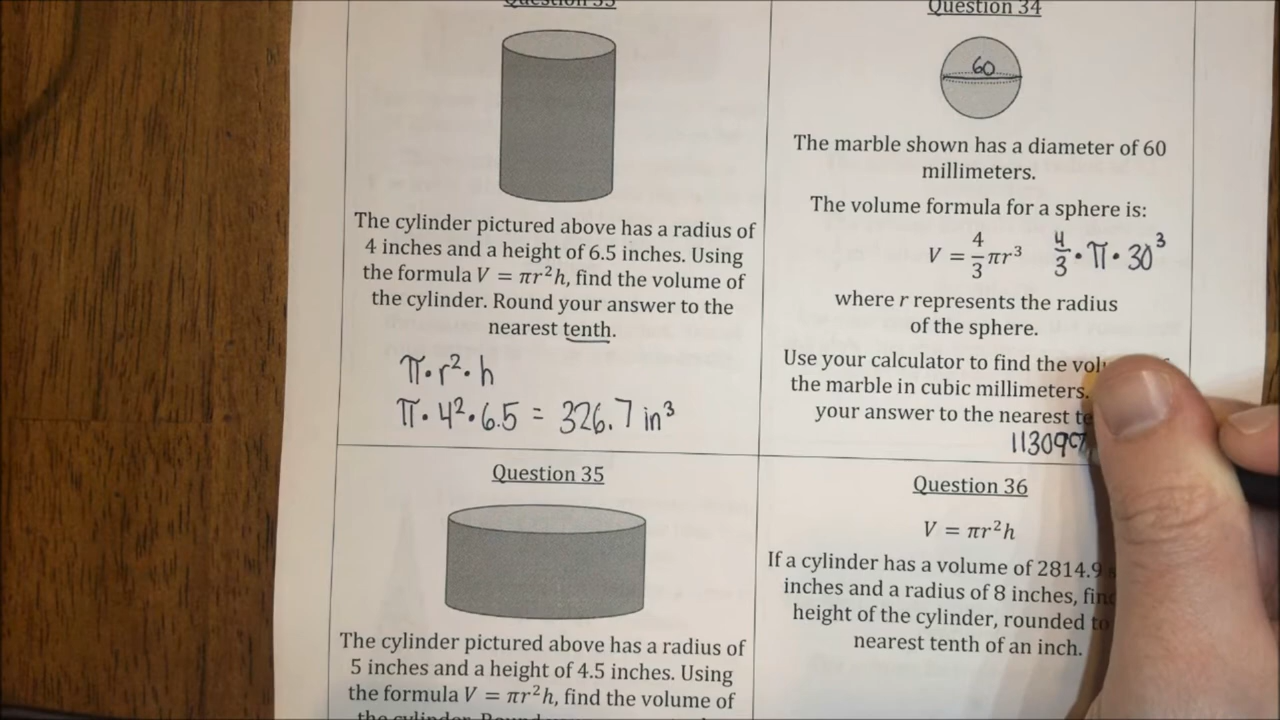 Question 33
The cylinder pictured above has a radius of
4 inches and a height of 6.5 inches. Using
the formula V = πr²h, find the volume of
the cylinder. Round your answer to the
nearest tenth.
π·r²·h
π·4²·6.5 = 326.7 in³
Question 34
60
The marble shown has a diameter of 60
millimeters.
The volume formula for a sphere is:
V = 4/3 πr³ 4/3 · π · 30³
where r represents the radius
of the sphere.
Use your calculator to find the
the marble in cubic millimeters.
your answer to the nearest
Question 35
The cylinder pictured above has a radius of
5 inches and a height of 4.5 inches. Using
the formula V = πr²h, find the volume of
the cylinder. Round your
Question 36
V = πr²h
If a cylinder has a volume of 2814.9
inches and a radius of 8 inches,
height of the cylinder, rounded to
nearest tenth of an inch.